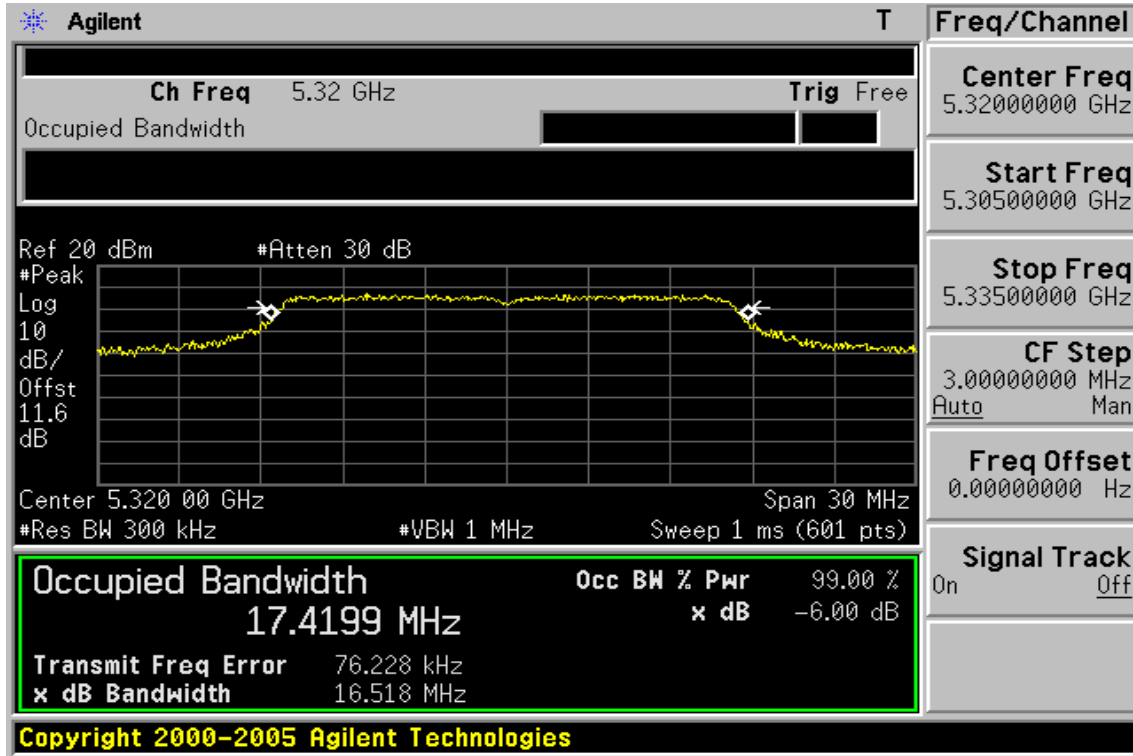 Agilent T
Ch Freq 5.32 GHz Trig Free
Occupied Bandwidth
Ref 20 dBm #Atten 30 dB
#Peak
Log
10
dB/
Offst
11.6
dB
Center 5.320 00 GHz Span 30 MHz
#Res BW 300 kHz #VBW 1 MHz Sweep 1 ms (601 pts)
Occupied Bandwidth Occ BW % Pwr 99.00 %
17.4199 MHz x dB -6.00 dB
Transmit Freq Error 76.228 kHz
x dB Bandwidth 16.518 MHz
Copyright 2000-2005 Agilent Technologies
Freq/Channel
Center Freq
5.32000000 GHz
Start Freq
5.30500000 GHz
Stop Freq
5.33500000 GHz
CF Step
3.00000000 MHz
Auto Man
Freq Offset
0.00000000 Hz
Signal Track
On Off